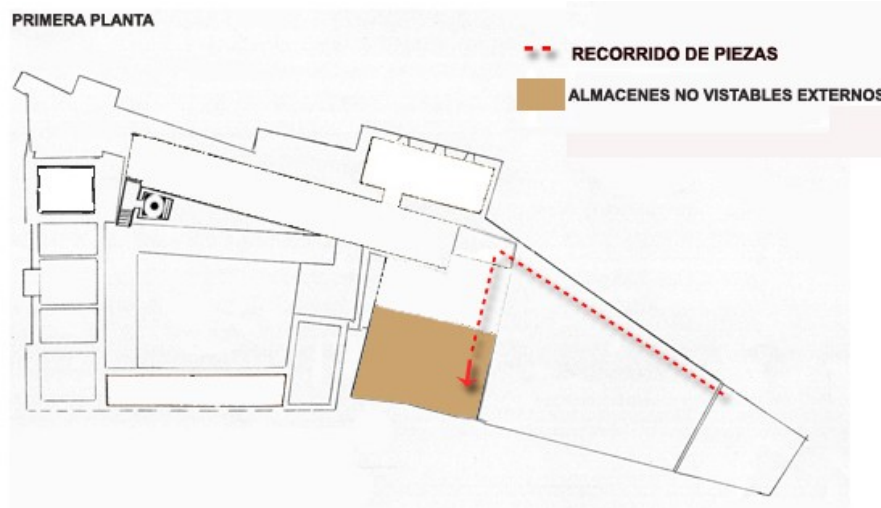 PRIMERA PLANTA
RECORRIDO DE PIEZAS
ALMACENES NO VISTABLES EXTERNOS